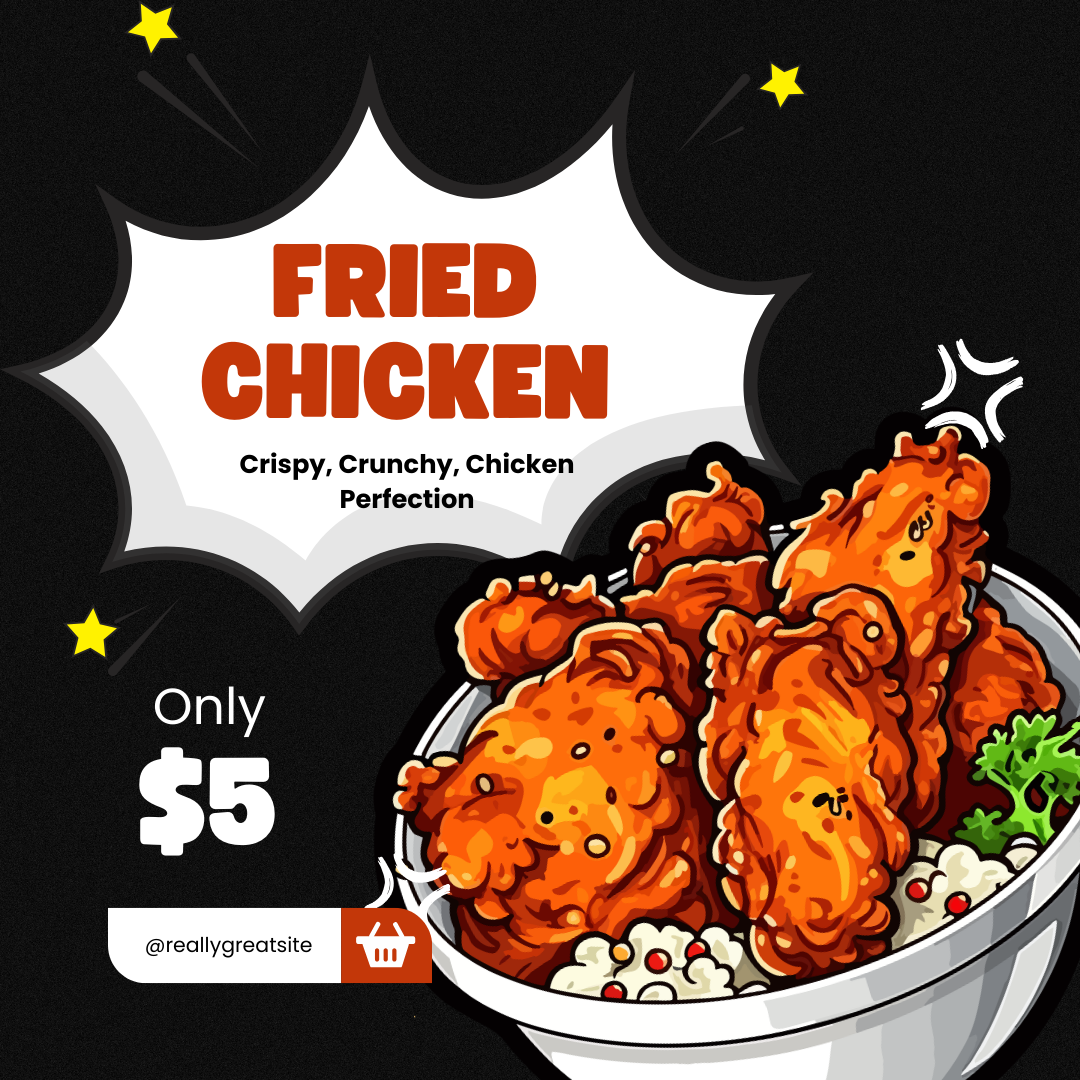 FRIED
CHICKEN
Crispy, Crunchy, Chicken
Perfection
Only
$5
@reallygreatsite